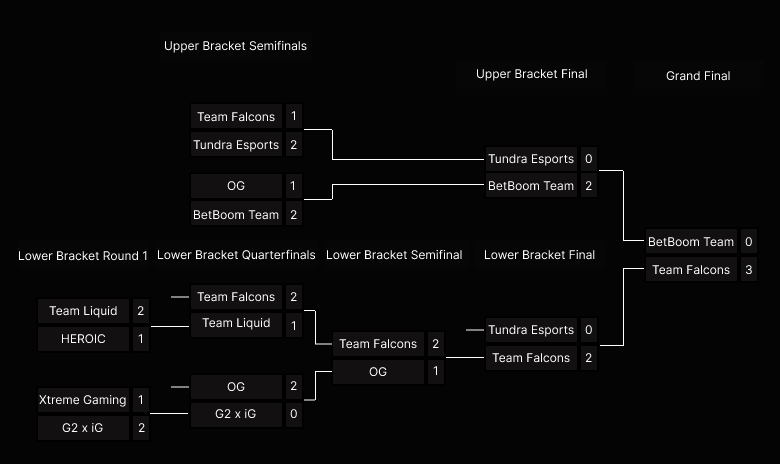 Upper Bracket Semifinals
Upper Bracket Final
Grand Final
Team Falcons 1
Tundra Esports 2
OG 1
BetBoom Team 2
Tundra Esports 0
BetBoom Team 2
BetBoom Team 0
Team Falcons 3
Lower Bracket Round 1
Lower Bracket Quarterfinals
Lower Bracket Semifinal
Lower Bracket Final
Team Liquid 2
HEROIC 1
Xtreme Gaming 1
G2 x iG 2
Team Falcons 2
Team Liquid 1
OG 2
G2 x iG 0
Team Falcons 2
OG 1
Tundra Esports 0
Team Falcons 2